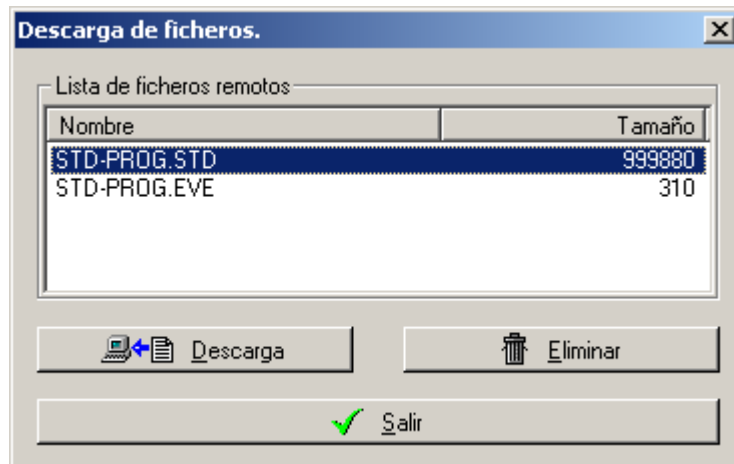 Descarga de ficheros.
Lista de ficheros remotos
Nombre Tamaño
STD-PROG.STD 999880
STD-PROG.EVE 310
Descarga Eliminar
Salir